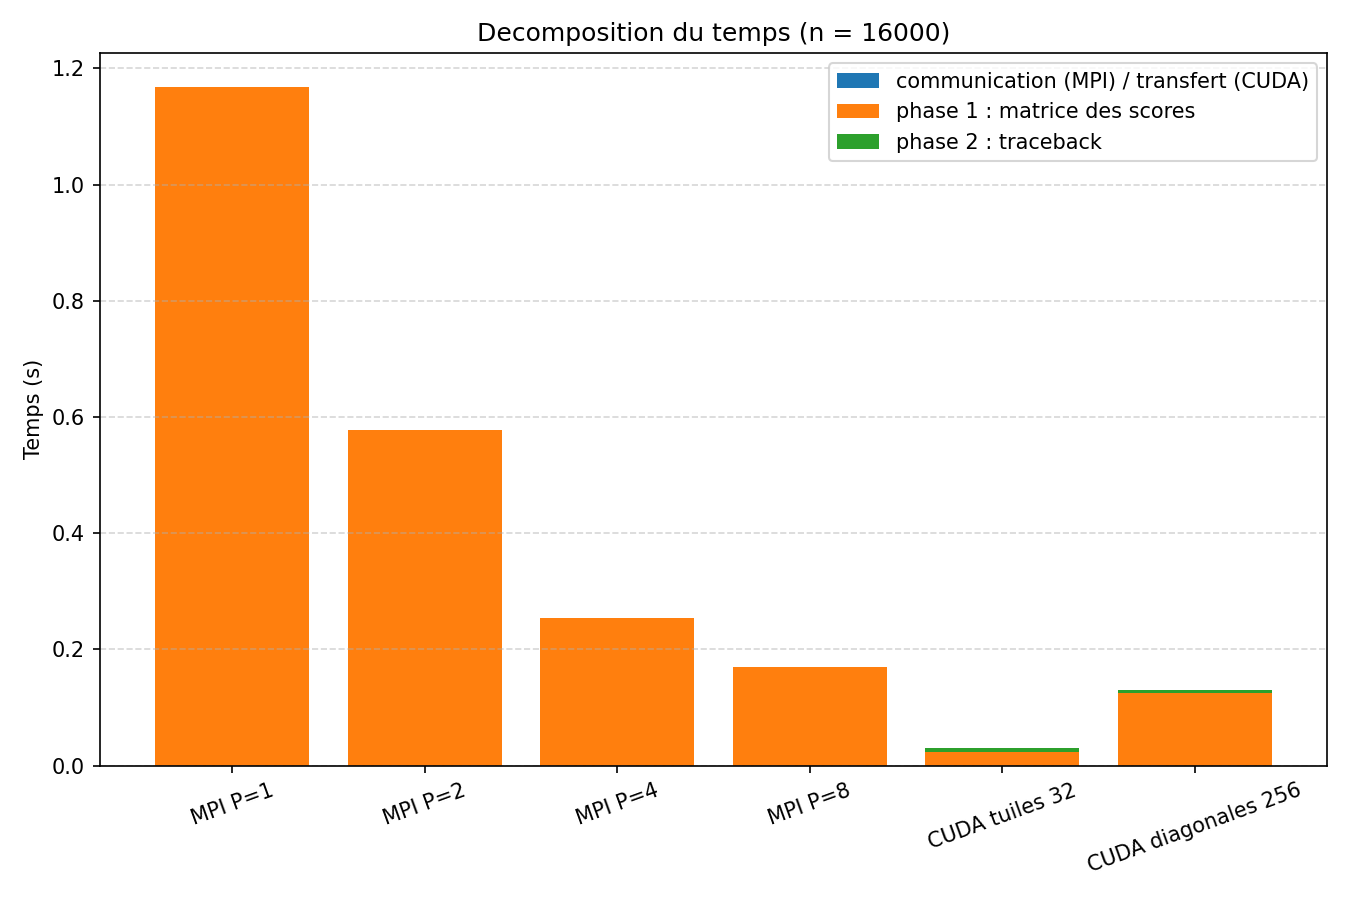 Decomposition du temps (n = 16000)
communication (MPI) / transfert (CUDA)
phase 1 : matrice des scores
phase 2 : traceback
Temps (s)
1.2
1.0
0.8
0.6
0.4
0.2
0.0
MPI P=1
MPI P=2
MPI P=4
MPI P=8
CUDA tuiles 32
CUDA diagonales 256